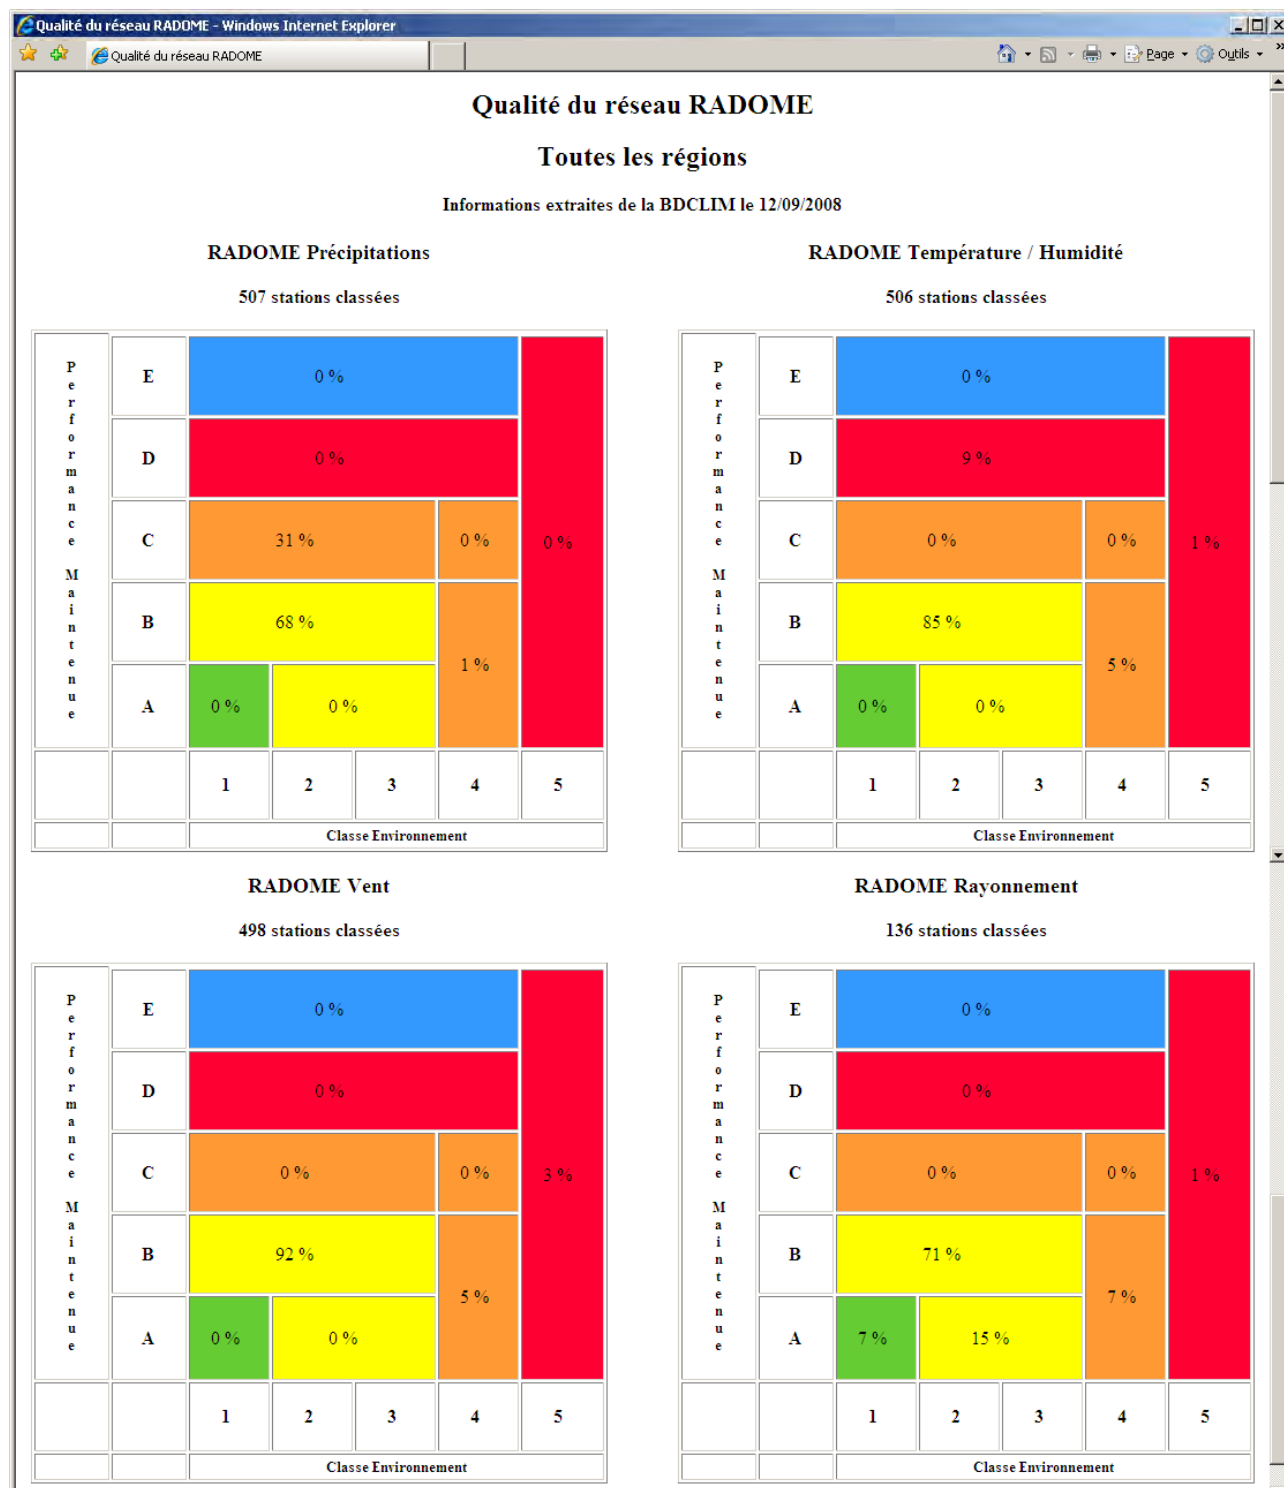 Qualité du réseau RADOME - Windows Internet Explorer
Qualité du réseau RADOME
Page
Outils
»
Qualité du réseau RADOME
Toutes les régions
Informations extraites de la BDCLIM le 12/09/2008
RADOME Précipitations
507 stations classées
Performance Maintenue
E
0 %
D
0 %
C
31 %
0 %
0 %
B
68 %
1 %
A
0 %
0 %
1 2 3 4 5
Classe Environnement
RADOME Température / Humidité
506 stations classées
Performance Maintenue
E
0 %
D
9 %
C
0 %
0 %
1 %
B
85 %
5 %
A
0 %
0 %
1 2 3 4 5
Classe Environnement
RADOME Vent
498 stations classées
Performance Maintenue
E
0 %
D
0 %
C
0 %
0 %
3 %
B
92 %
5 %
A
0 %
0 %
1 2 3 4 5
Classe Environnement
RADOME Rayonnement
136 stations classées
Performance Maintenue
E
0 %
D
0 %
C
0 %
0 %
1 %
B
71 %
7 %
A
7 %
15 %
1 2 3 4 5
Classe Environnement